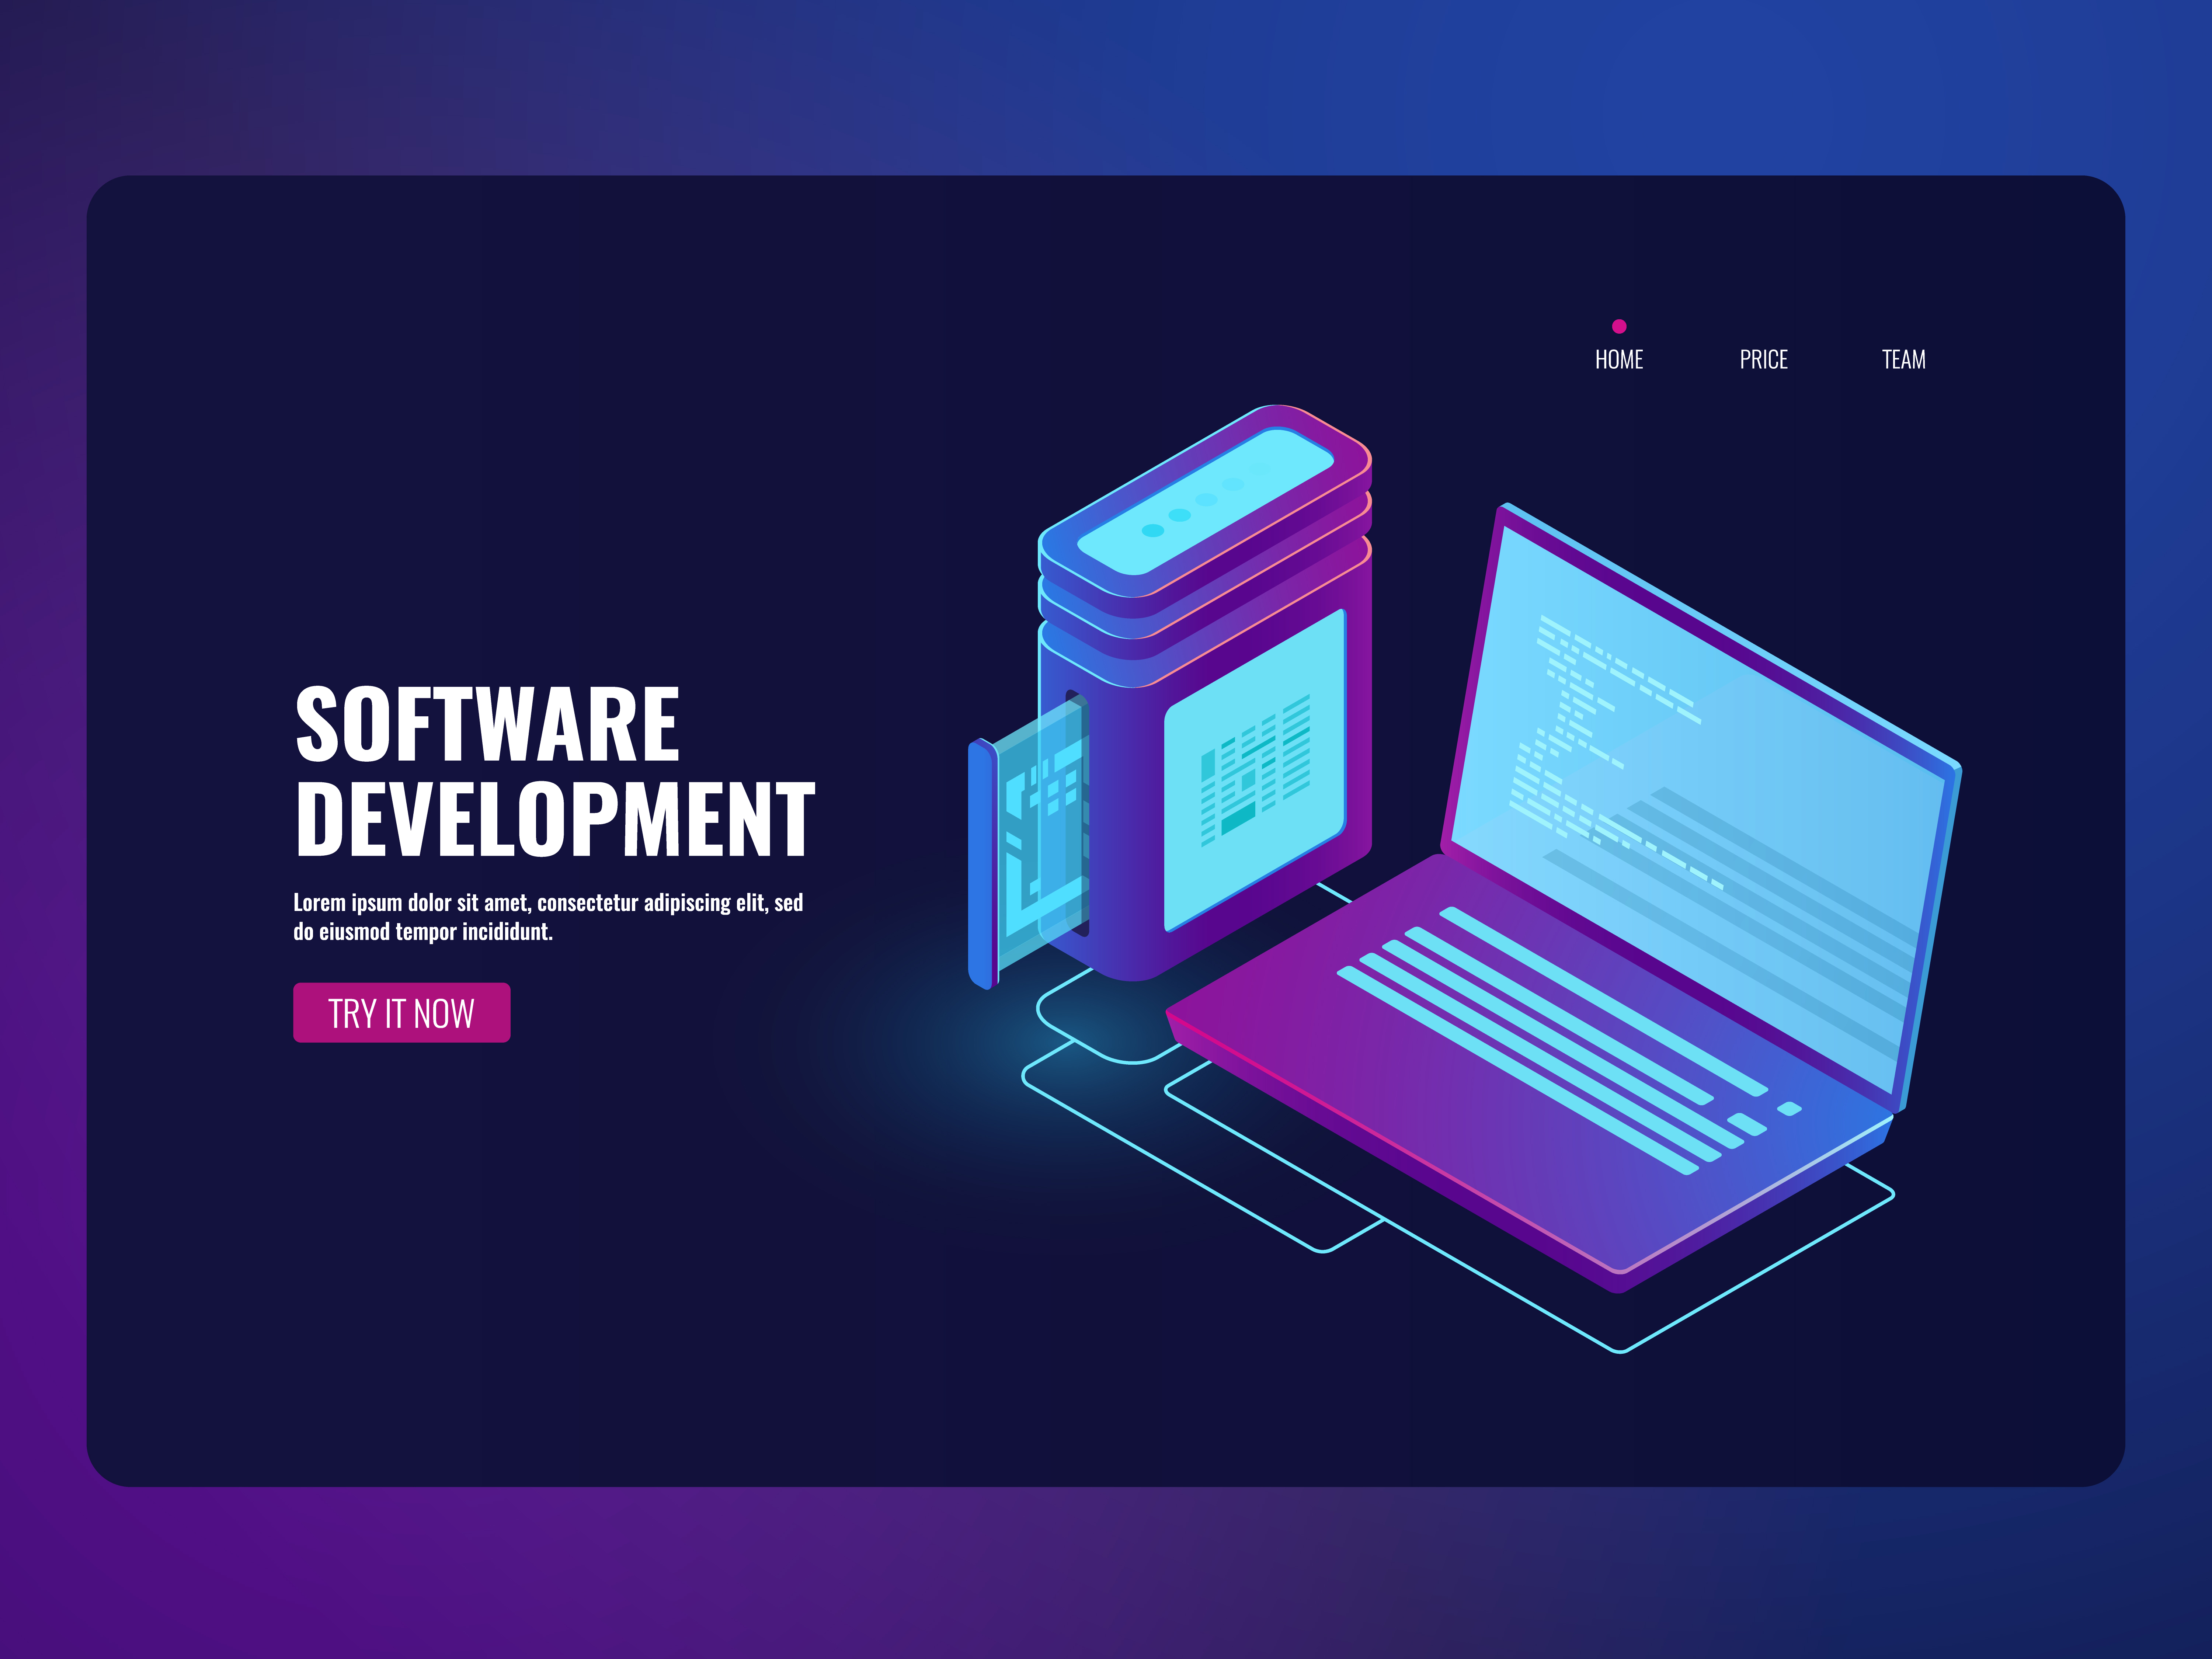 HOME PRICE TEAM
SOFTWARE
DEVELOPMENT
Lorem ipsum dolor sit amet, consectetur adipiscing elit, sed
do eiusmod tempor incididunt.
TRY IT NOW